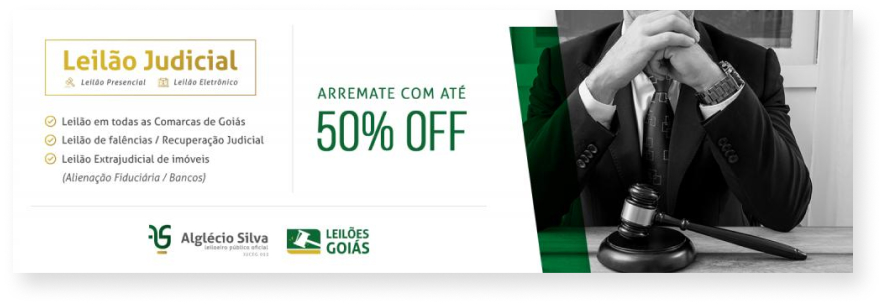 Leilão Judicial
Leilão Presencial Leilão Eletrônico
Leilão em todas as Comarcas de Goiás
Leilão de falências / Recuperação Judicial
Leilão Extrajudicial de imóveis
(Alienação Fiduciária / Bancos)
ARREMATE COM ATÉ
50% OFF
Alglécio Silva
leiloeiro público oficial
LEILÕES
GOIÁS